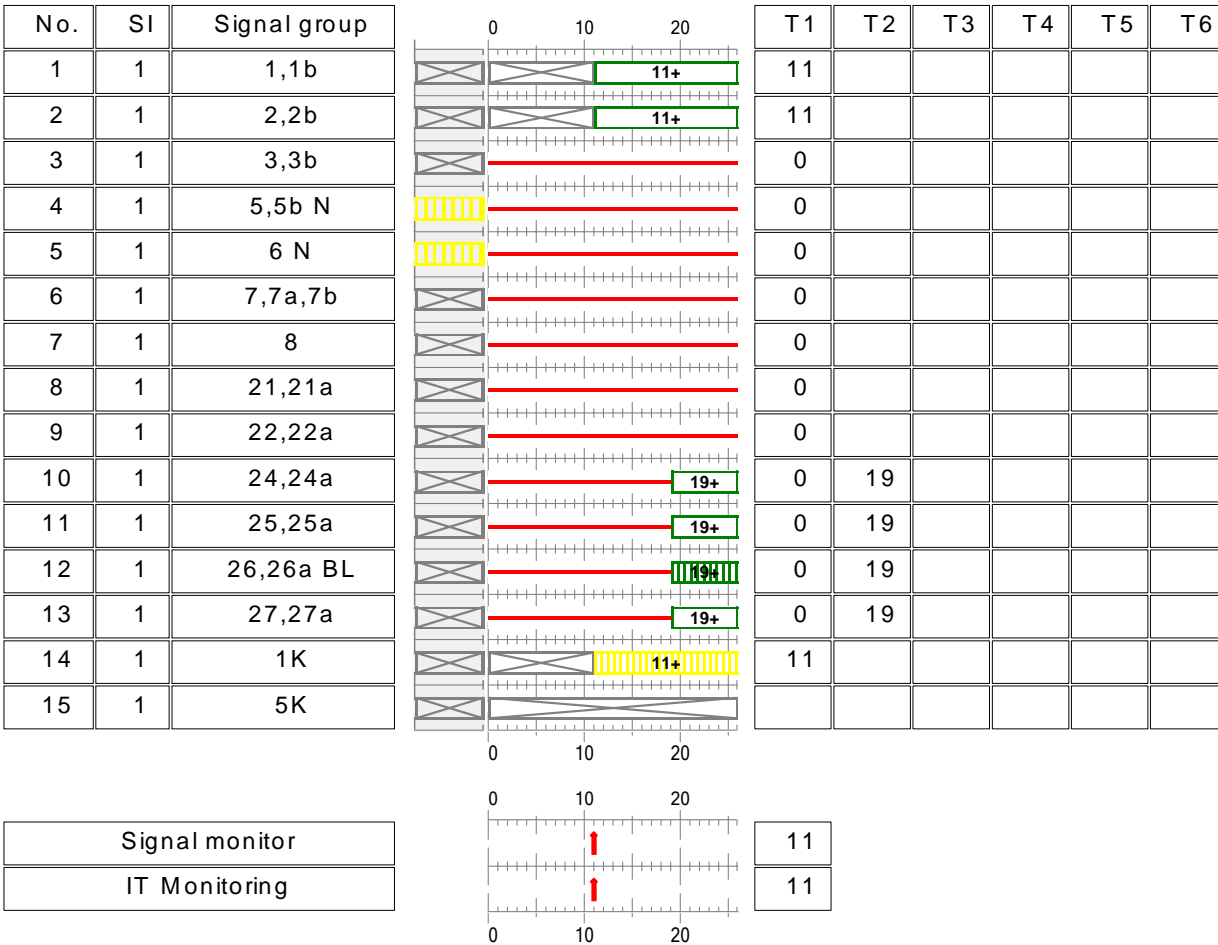 No. SI Signal group 0 10 20 T1 T2 T3 T4 T5 T6
1 1 1,1b 11+ 11
2 1 2,2b 11+ 11
3 1 3,3b 0
4 1 5,5b N 0
5 1 6 N 0
6 1 7,7a,7b 0
7 1 8 0
8 1 21,21a 0
9 1 22,22a 0
10 1 24,24a 19+ 0 19
11 1 25,25a 19+ 0 19
12 1 26,26a BL 19+ 0 19
13 1 27,27a 19+ 0 19
14 1 1K 11+ 11
15 1 5K
0 10 20
0 10 20
Signal monitor 11
IT Monitoring 11
0 10 20